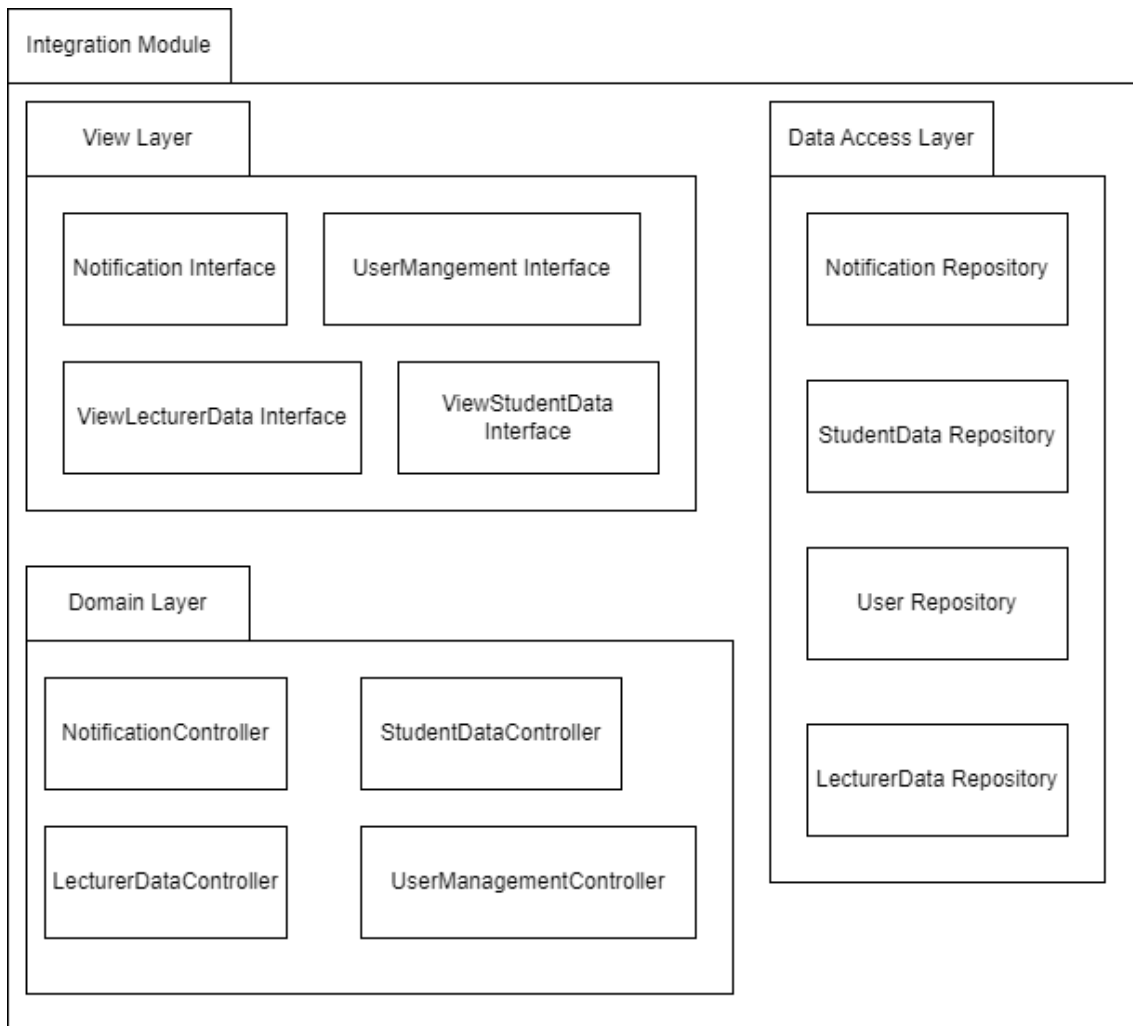 Integration Module
View Layer
Notification Interface
UserMangement Interface
ViewLecturerData Interface
ViewStudentData
Interface
Data Access Layer
Notification Repository
StudentData Repository
User Repository
LecturerData Repository
Domain Layer
NotificationController
StudentDataController
LecturerDataController
UserManagementController